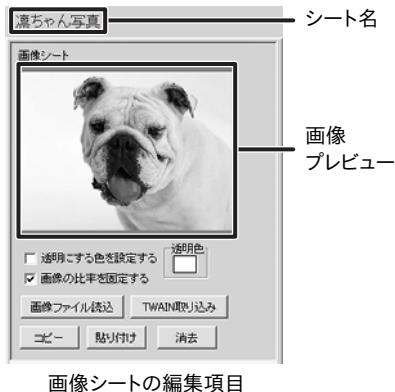 凛ちゃん写真
シート名
画像シート
画像
プレビュー
透明にする色を設定する
透明色
画像の比率を固定する
画像ファイル読込
TWAIN取り込み
コピー
貼り付け
消去
画像シートの編集項目